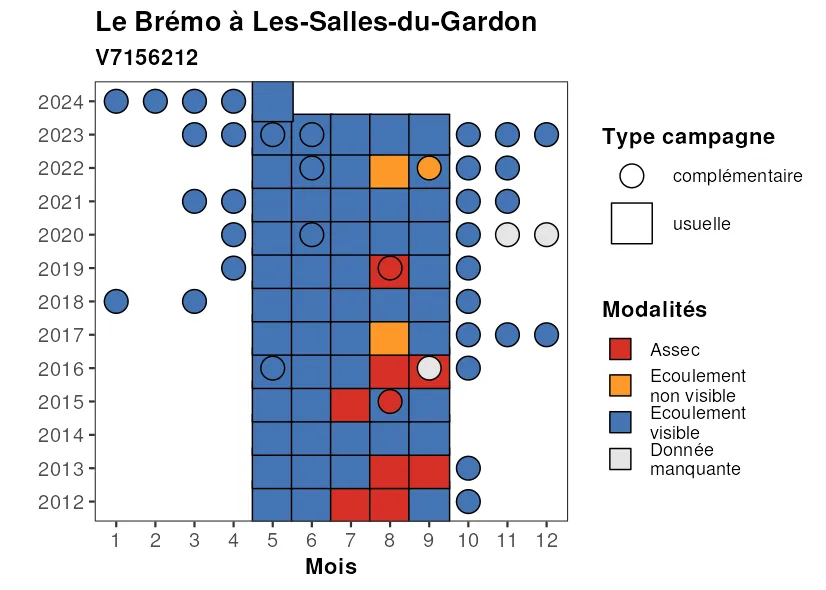 Le Brémo à Les-Salles-du-Gardon
V7156212
2024
2023
2022
2021
2020
2019
2018
2017
2016
2015
2014
2013
2012
1 2 3 4 5 6 7 8 9 10 11 12
Mois
Type campagne
complémentaire
usuelle
Modalités
Assec
Ecoulement
non visible
Ecoulement
visible
Donnée
manquante